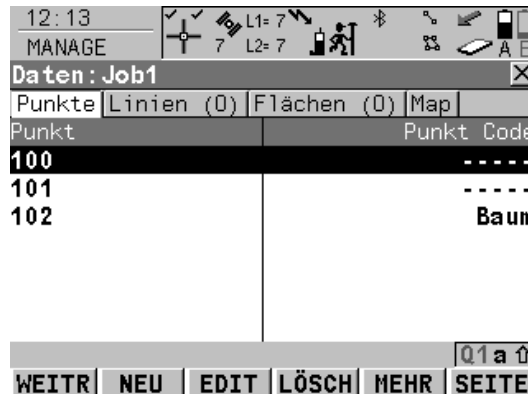 12:13
MANAGE
7
L1= 7
L2= 7
A
Daten:Job1
Punkte Linien (0) Flächen (0) Map
Punkt Punkt Code
100 -----
101 -----
102 Baum
Q1 a
WEITR NEU EDIT LÖSCH MEHR SEITE